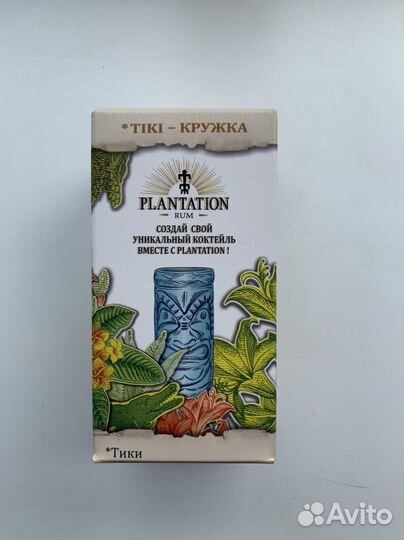 *TIKI – КРУЖКА
PLANTATION
RUM
СОЗДАЙ СВОЙ
УНИКАЛЬНЫЙ КОКТЕЙЛЬ
ВМЕСТЕ С PLANTATION !
*Тики
Avito